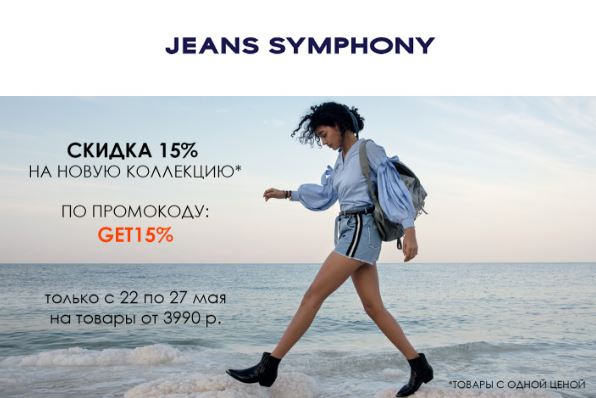 JEANS SYMPHONY
СКИДКА 15%
НА НОВУЮ КОЛЛЕКЦИЮ*
ПО ПРОМОКОДУ:
GET15%
только с 22 по 27 мая
на товары от 3990 р.
*ТОВАРЫ С ОДНОЙ ЦЕНОЙ